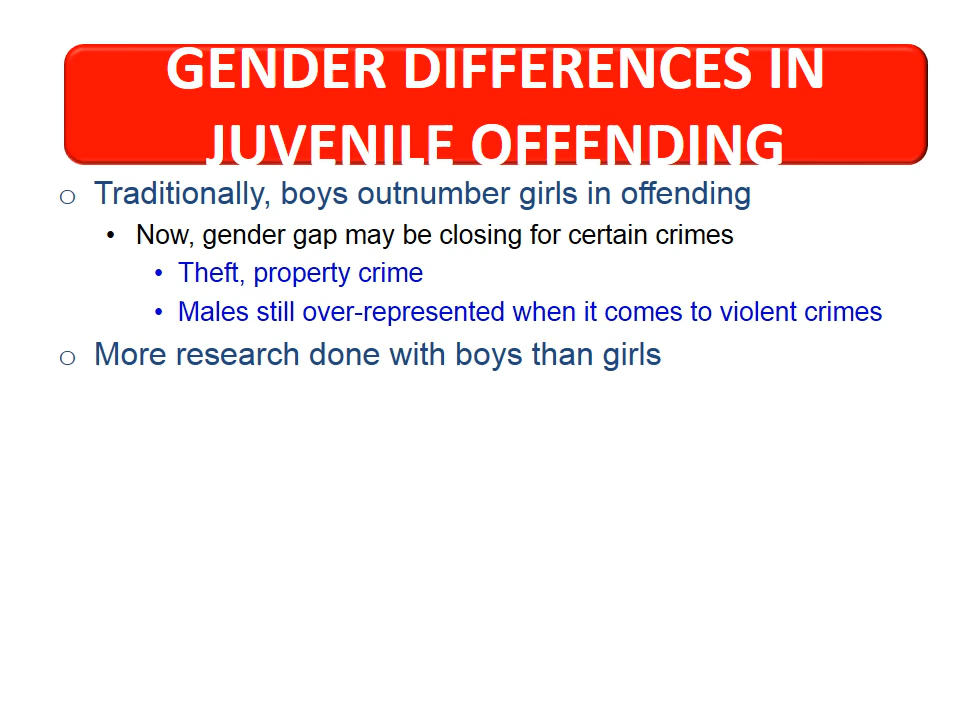 GENDER DIFFERENCES IN
JUVENILE OFFENDING
o Traditionally, boys outnumber girls in offending
• Now, gender gap may be closing for certain crimes
• Theft, property crime
• Males still over-represented when it comes to violent crimes
o More research done with boys than girls